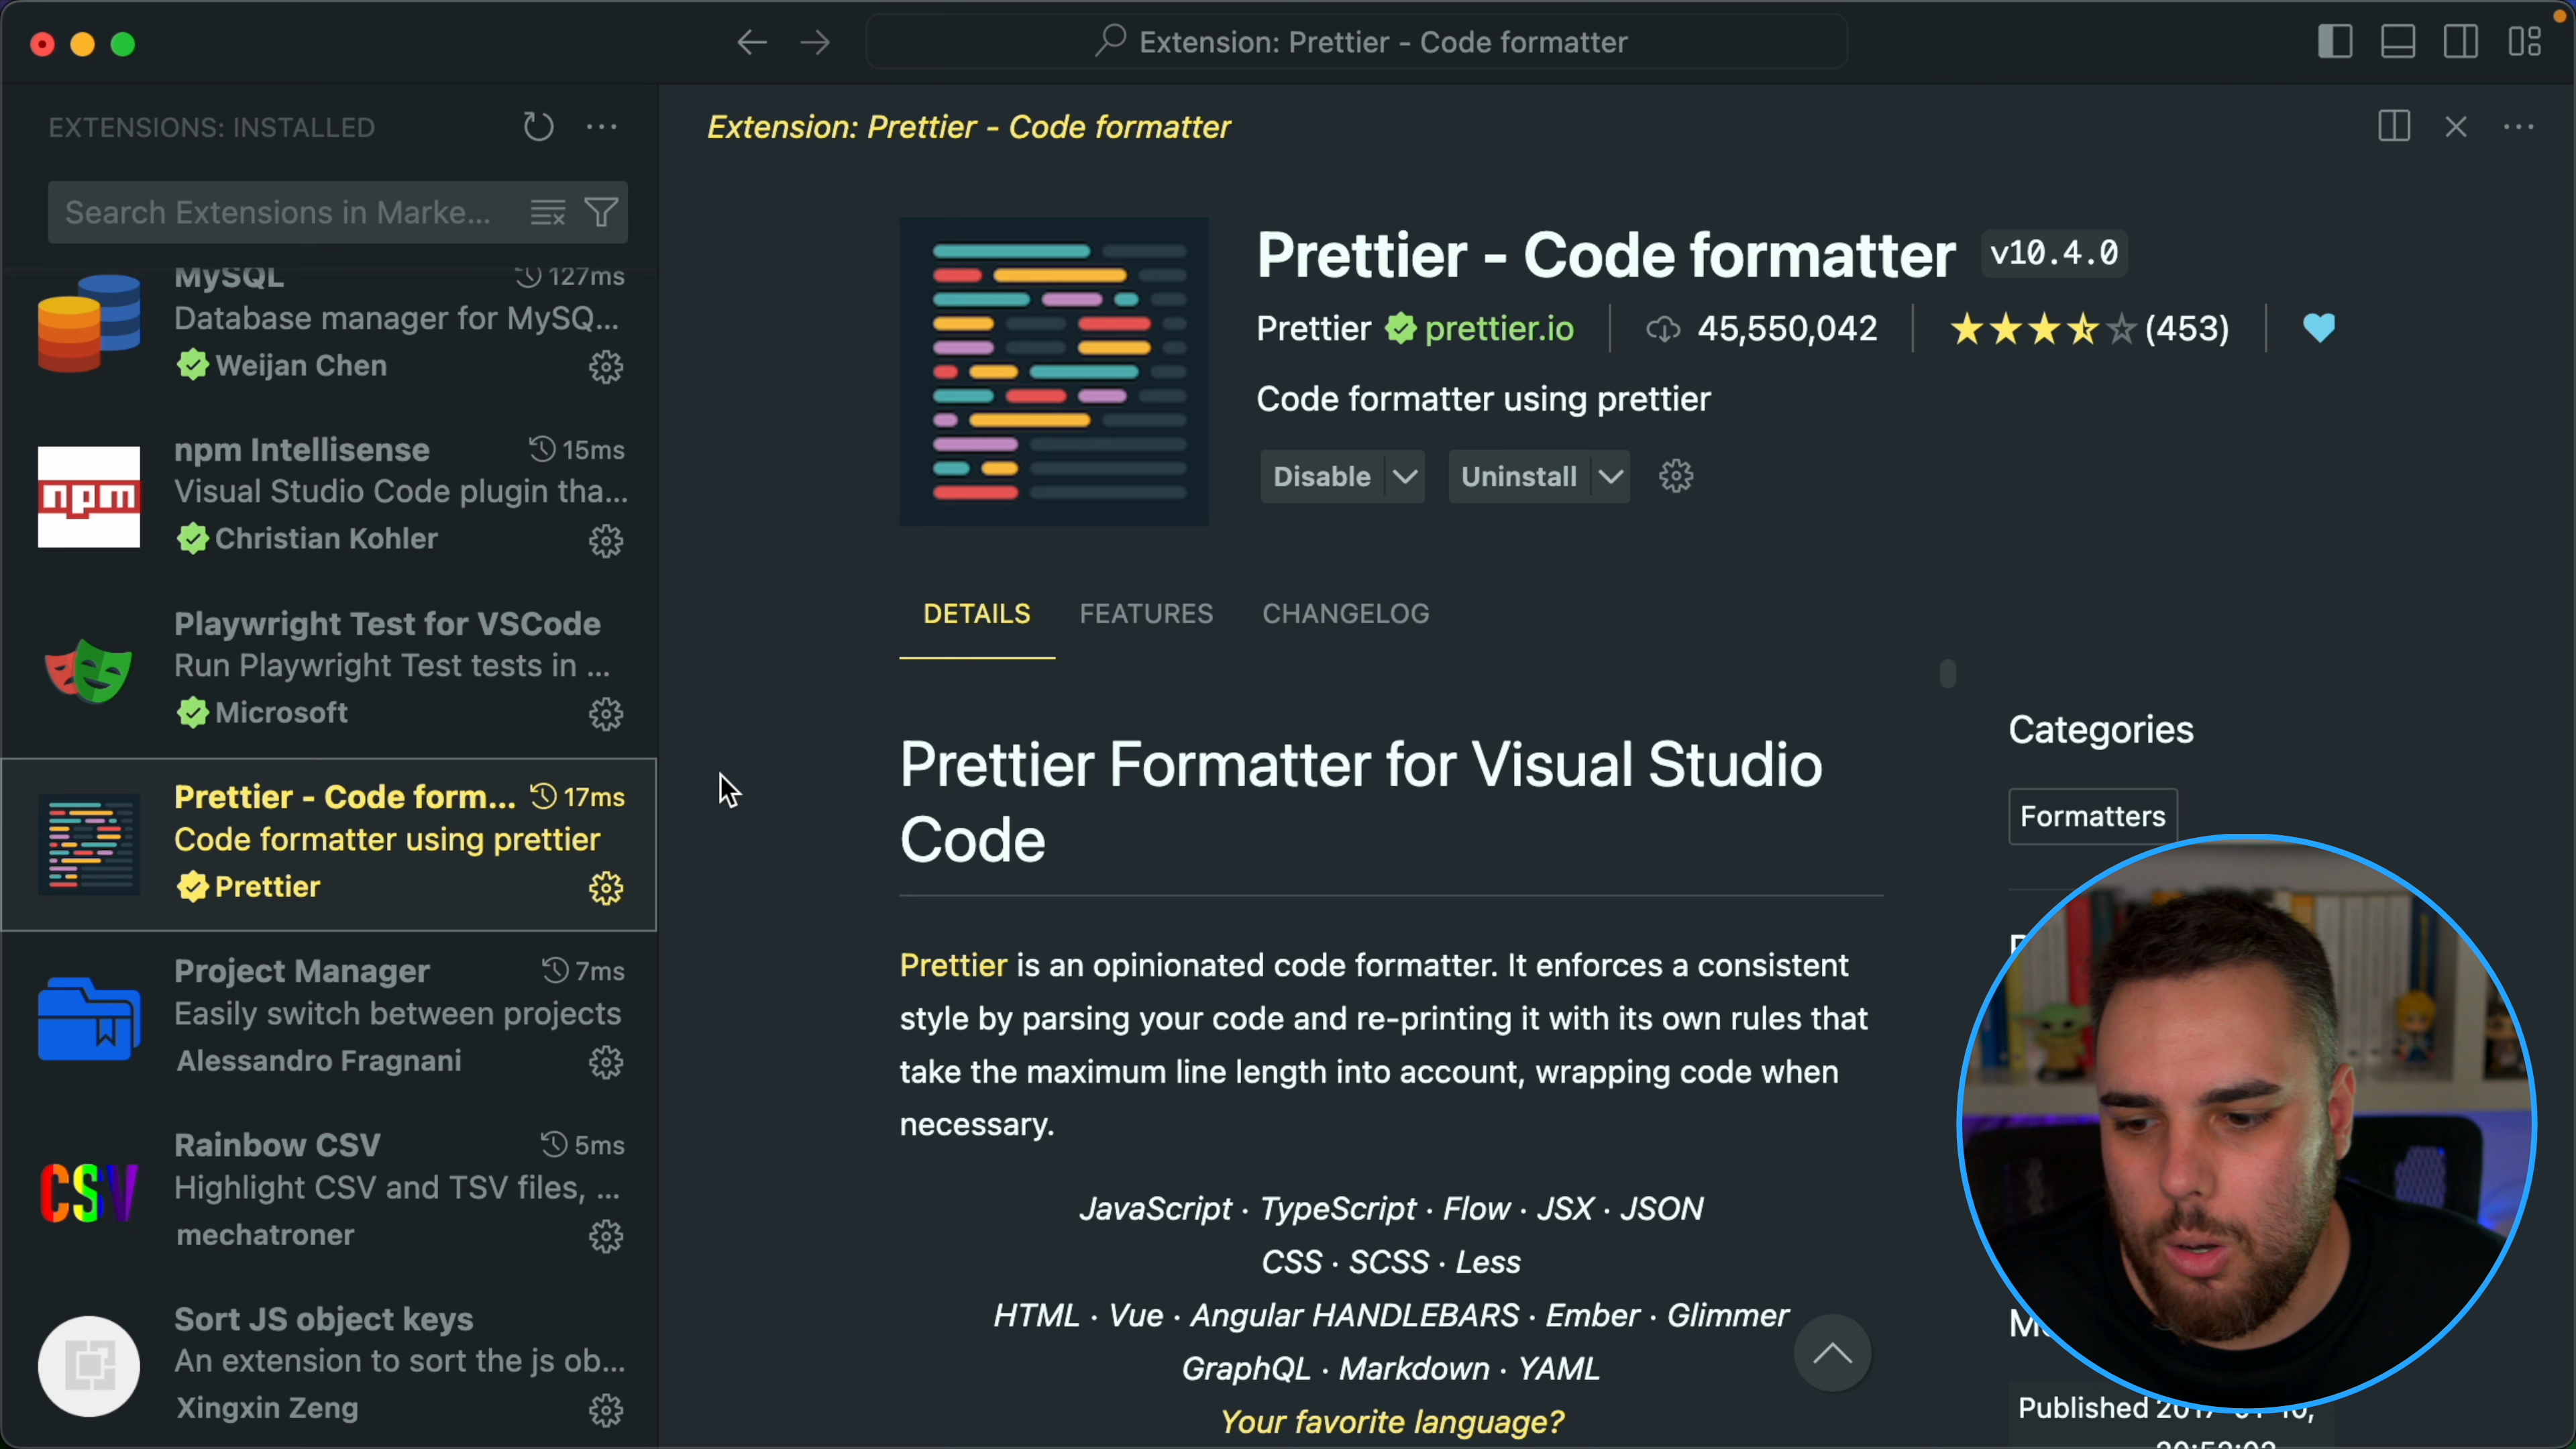 Extension: Prettier - Code formatter
EXTENSIONS: INSTALLED
Search Extensions in Marke...
MySQL 127ms
Database manager for MySQ...
Weijan Chen
npm Intellisense 15ms
Visual Studio Code plugin tha...
Christian Kohler
npm
Playwright Test for VSCode
Run Playwright Test tests in ...
Microsoft
Prettier - Code form... 17ms
Code formatter using prettier
Prettier
Project Manager 7ms
Easily switch between projects
Alessandro Fragnani
Rainbow CSV 5ms
Highlight CSV and TSV files, ...
mechatroner
CSV
Sort JS object keys
An extension to sort the js ob...
Xingxin Zeng
Extension: Prettier - Code formatter
Prettier - Code formatter v10.4.0
Prettier prettier.io 45,550,042 (453)
Code formatter using prettier
Disable Uninstall
DETAILS FEATURES CHANGELOG
Prettier Formatter for Visual Studio
Code
Prettier is an opinionated code formatter. It enforces a consistent
style by parsing your code and re-printing it with its own rules that
take the maximum line length into account, wrapping code when
necessary.
JavaScript · TypeScript · Flow · JSX · JSON
CSS · SCSS · Less
HTML · Vue · Angular HANDLEBARS · Ember · Glimmer
GraphQL · Markdown · YAML
Your favorite language?
Categories
Formatters
Published